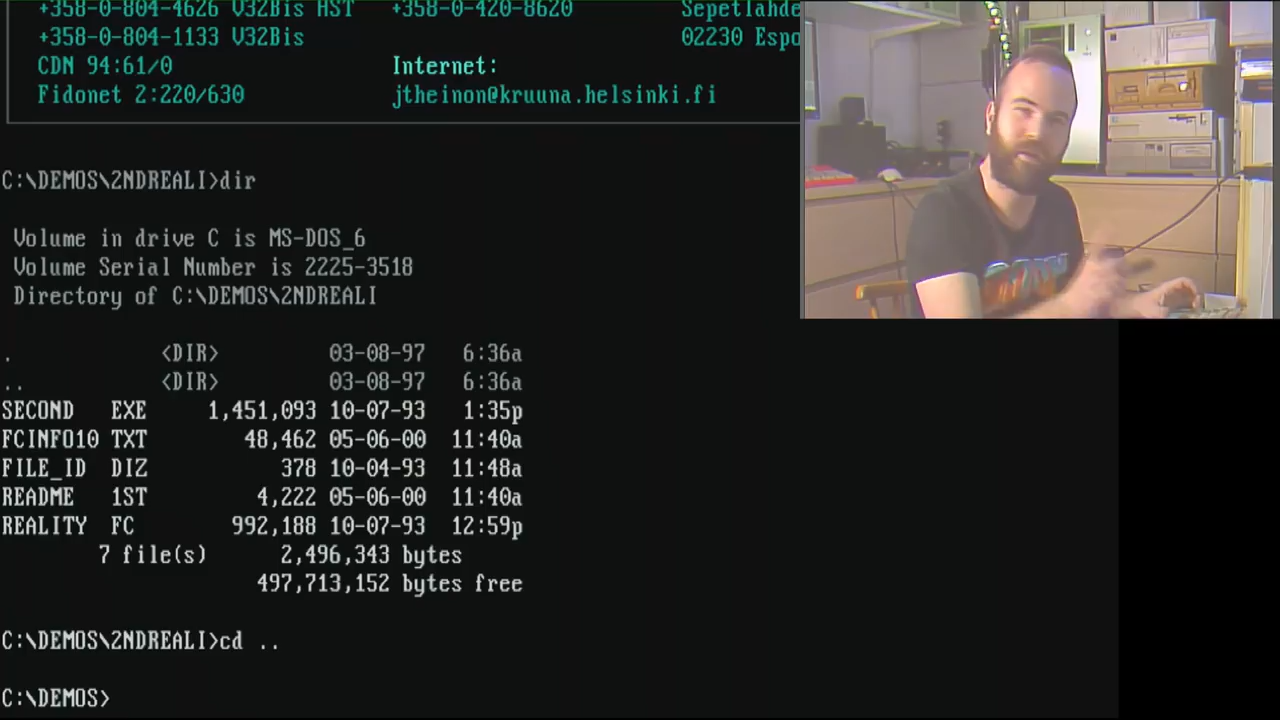 +358-0-804-4626 V32Bis HST +358-0-420-8620 Sepetlahde
+358-0-804-1133 V32Bis 02230 Espo
CDN 94:61/0 Internet:
Fidonet 2:220/630 jtheinon@kruuna.helsinki.fi
C:\DEMOS\2NDREALI>dir
Volume in drive C is MS-DOS_6
Volume Serial Number is 2225-3518
Directory of C:\DEMOS\2NDREALI
. <DIR> 03-08-97 6:36a
.. <DIR> 03-08-97 6:36a
SECOND EXE 1,451,093 10-07-93 1:35p
FCINFO10 TXT 48,462 05-06-00 11:40a
FILE_ID DIZ 378 10-04-93 11:48a
README 1ST 4,222 05-06-00 11:40a
REALITY FC 992,188 10-07-93 12:59p
7 file(s) 2,496,343 bytes
497,713,152 bytes free
C:\DEMOS\2NDREALI>cd ..
C:\DEMOS>